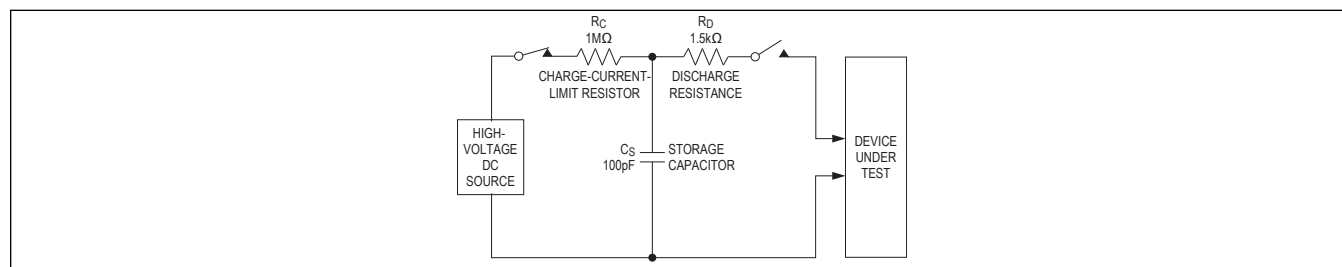 RC
1MΩ
CHARGE-CURRENT-
LIMIT RESISTOR
RD
1.5kΩ
DISCHARGE
RESISTANCE
HIGH-
VOLTAGE
DC
SOURCE
CS
100pF
STORAGE
CAPACITOR
DEVICE
UNDER
TEST